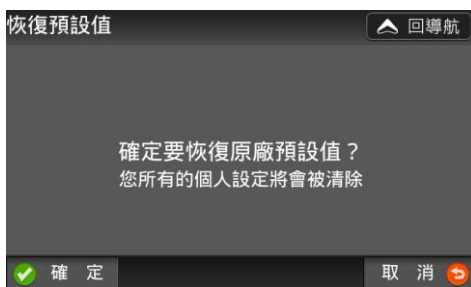 恢復預設值
回導航
確定要恢復原廠預設值？
您所有的個人設定將會被清除
確 定
取 消